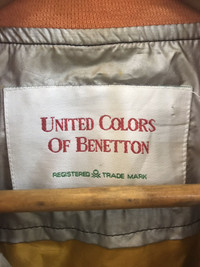 UNITED COLORS
OF BENETTON
REGISTERED TRADE MARK